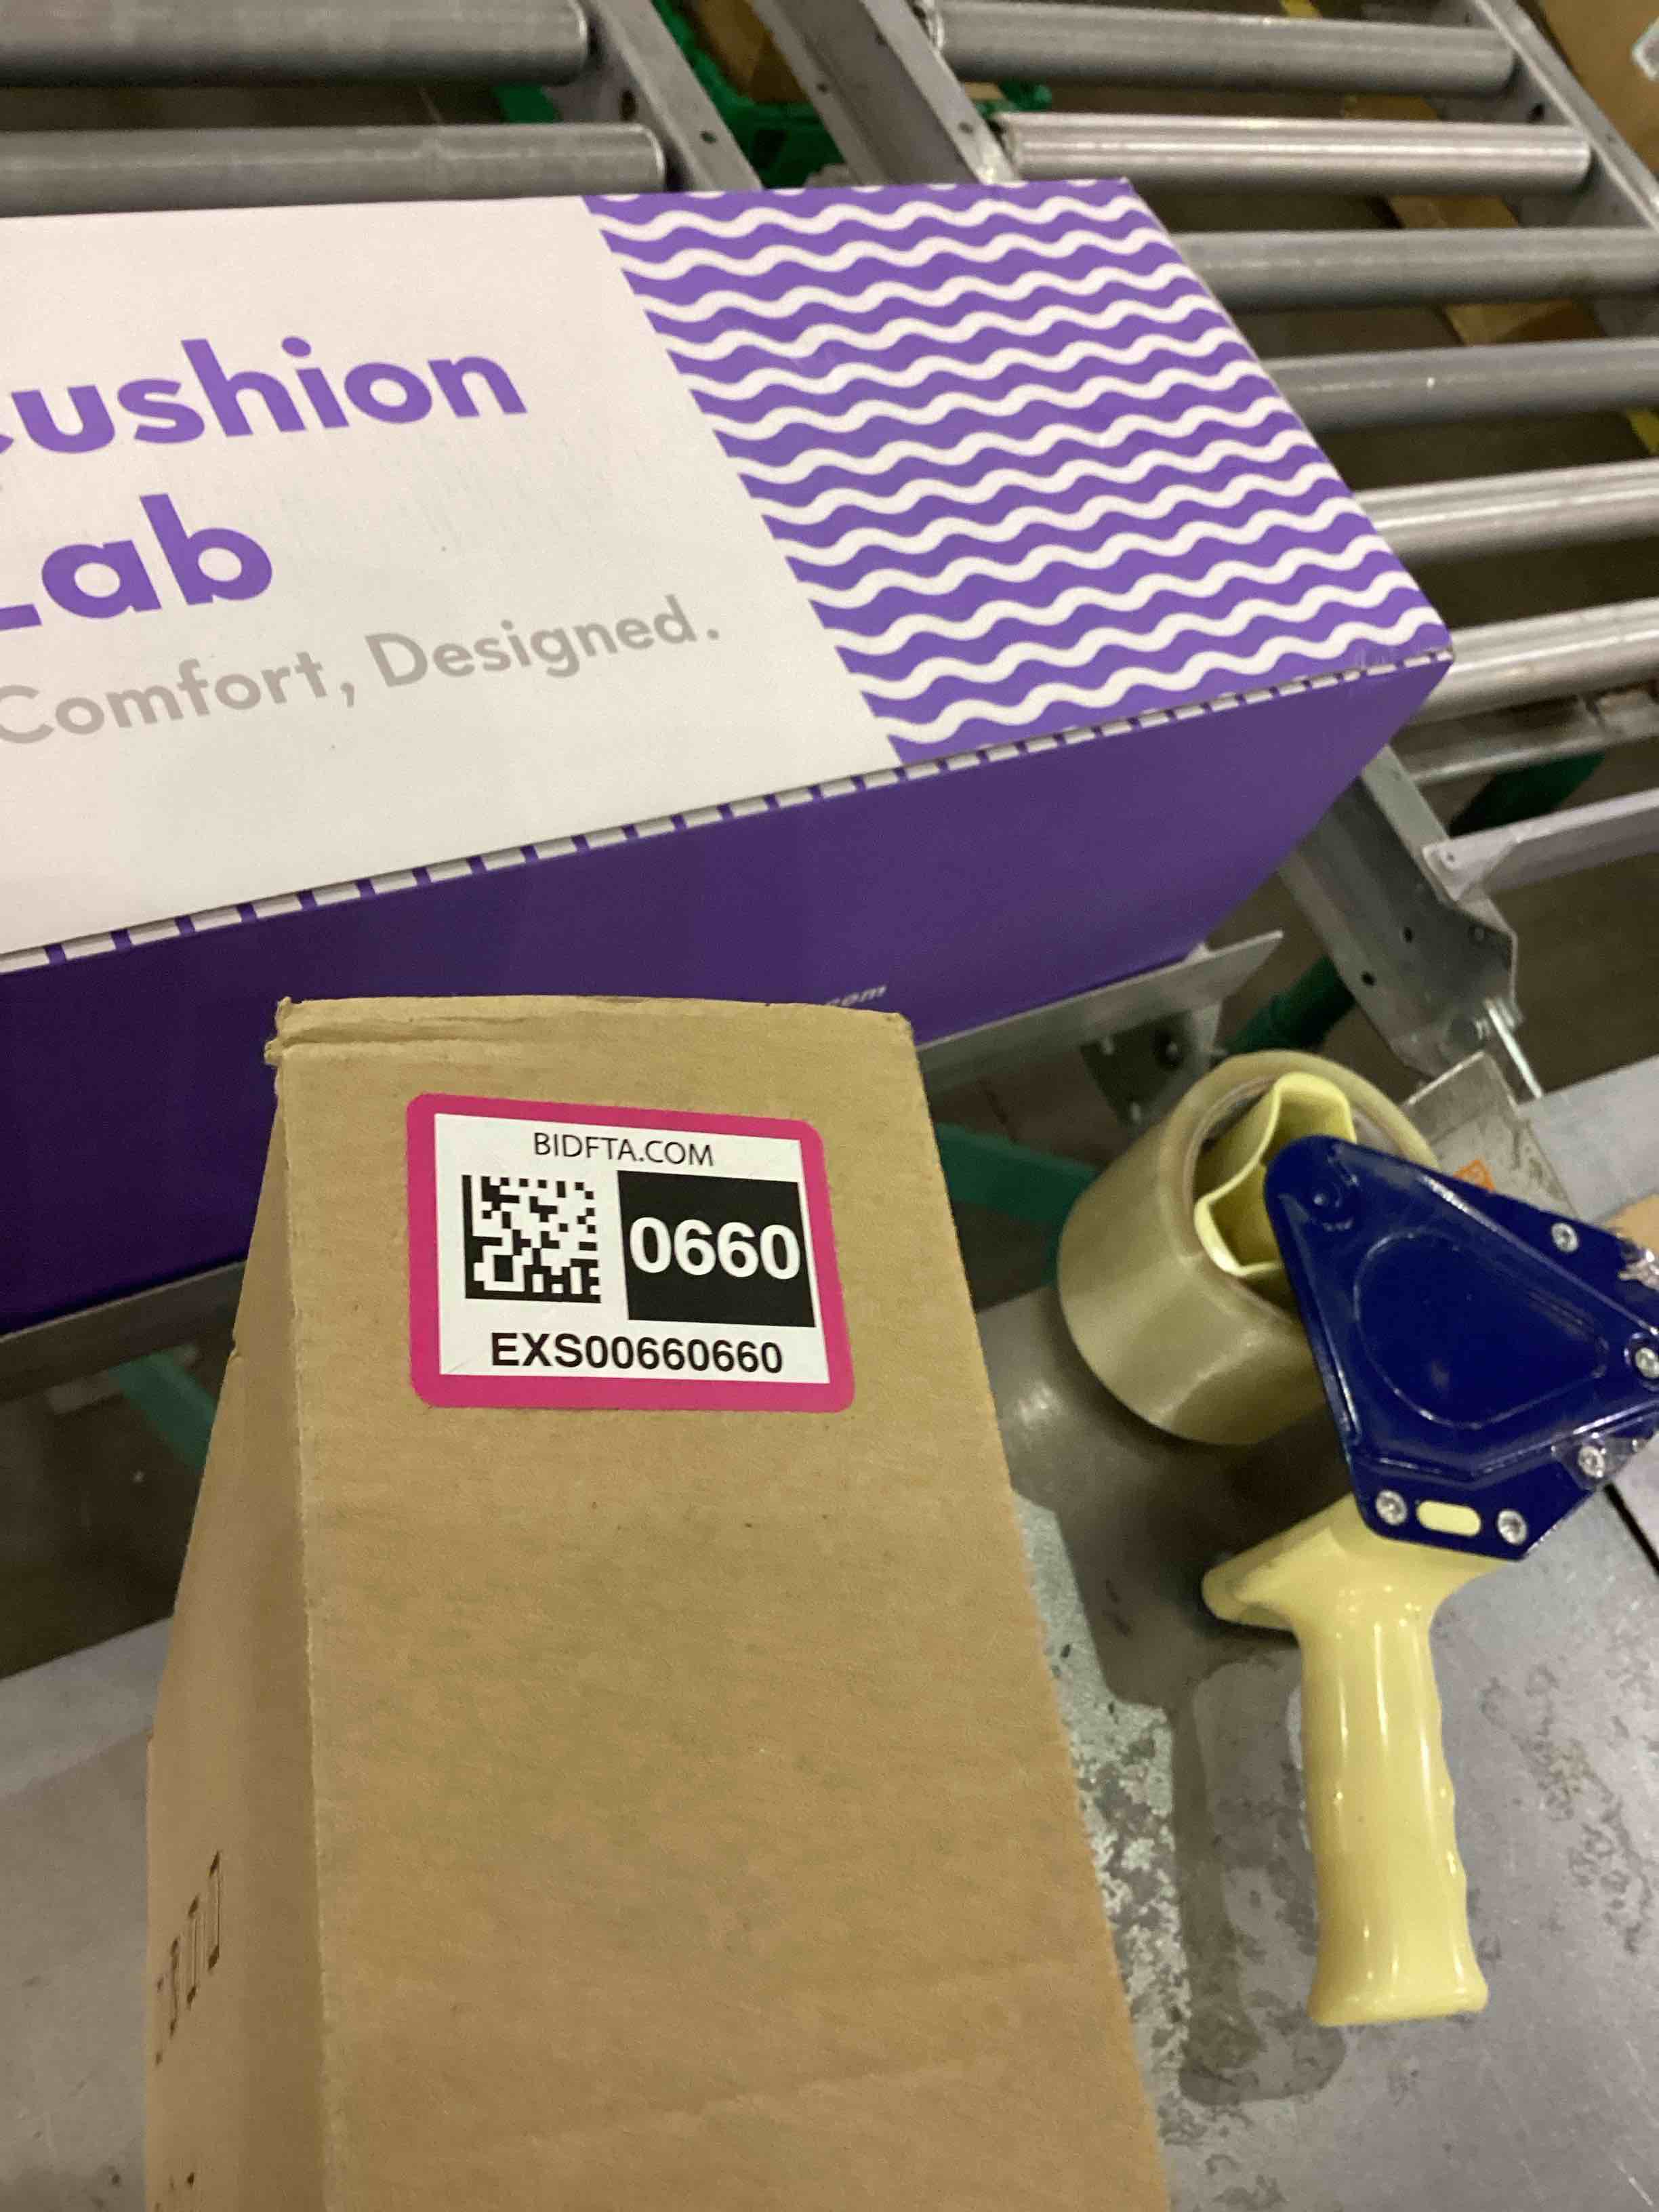 ushion
Lab
Comfort, Designed.
BIDFTA.COM
0660
EXS00660660